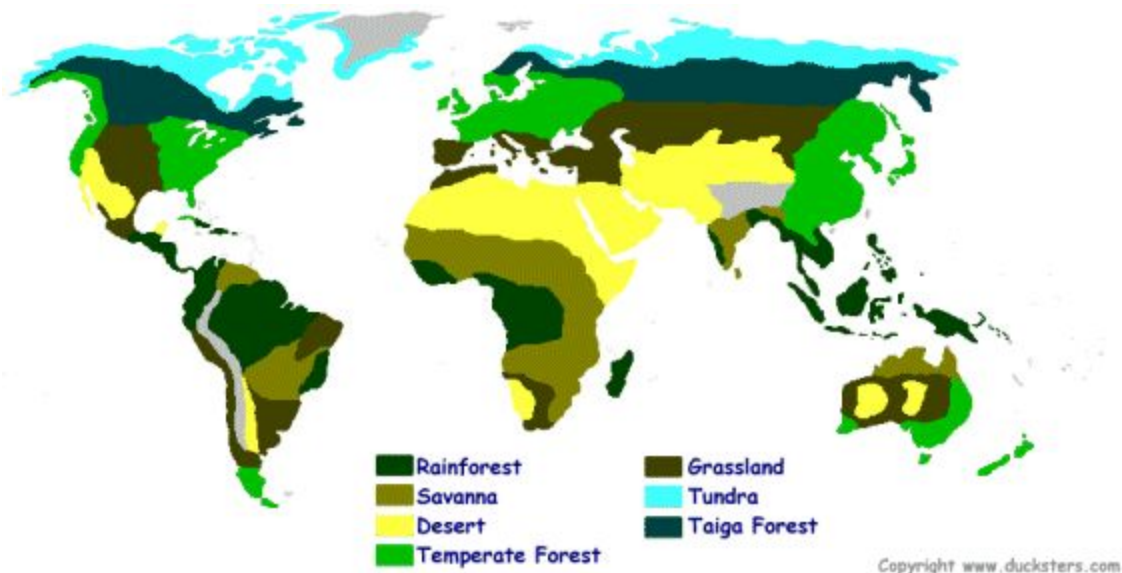 Rainforest
Savanna
Desert
Temperate Forest
Grassland
Tundra
Taiga Forest
Copyright www.ducksters.com